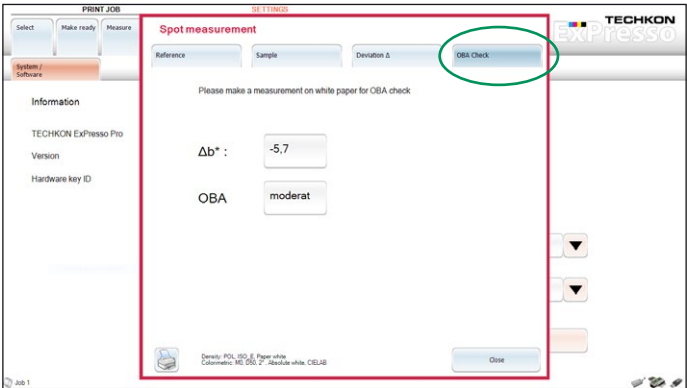 PRINT JOB
SETTINGS
Select
Make ready
Measure
TECHKON
ExPresso
System /
Software
Spot measurement
Reference
Sample
Deviation Δ
OBA Check
Please make a measurement on white paper for OBA check
Information
TECHKON ExPresso Pro
Version
Hardware key ID
Δb* :
-5,7
OBA
moderat
Density: POL, ISO_E, Paper white
Colorimetric: M0, D50, 2°, Absolute white, CIELAB
Close
Job 1